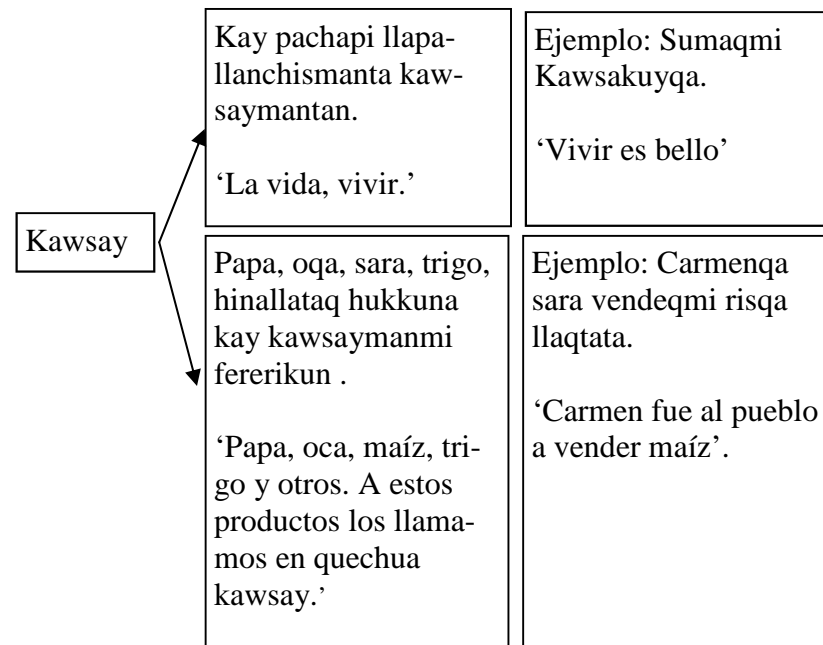 Kawsay
Kay pachapi llapa-
llanchismanta kaw-
saymantan.
‘La vida, vivir.’
Ejemplo: Sumaqmi
Kawsakuyqa.
‘Vivir es bello’
Papa, oqa, sara, trigo,
hinallataq hukkuna
kay kawsaymanmi
fererikun .
‘Papa, oca, maíz, tri-
go y otros. A estos
productos los llama-
mos en quechua
kawsay.’
Ejemplo: Carmenqa
sara vendeqmi risqa
llaqtata.
‘Carmen fue al pueblo
a vender maíz’.